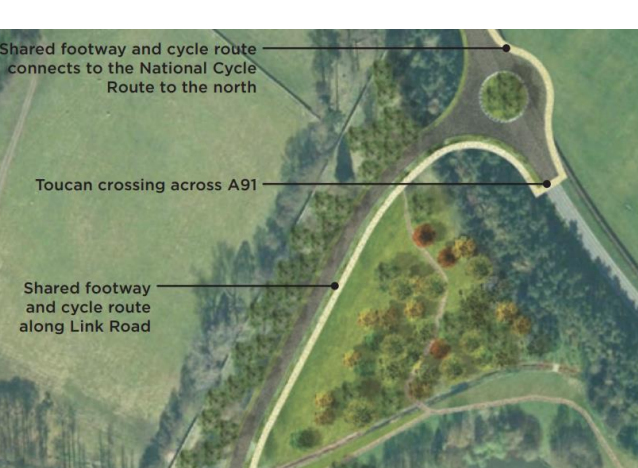 Shared footway and cycle route
connects to the National Cycle
Route to the north
Toucan crossing across A91
Shared footway
and cycle route
along Link Road